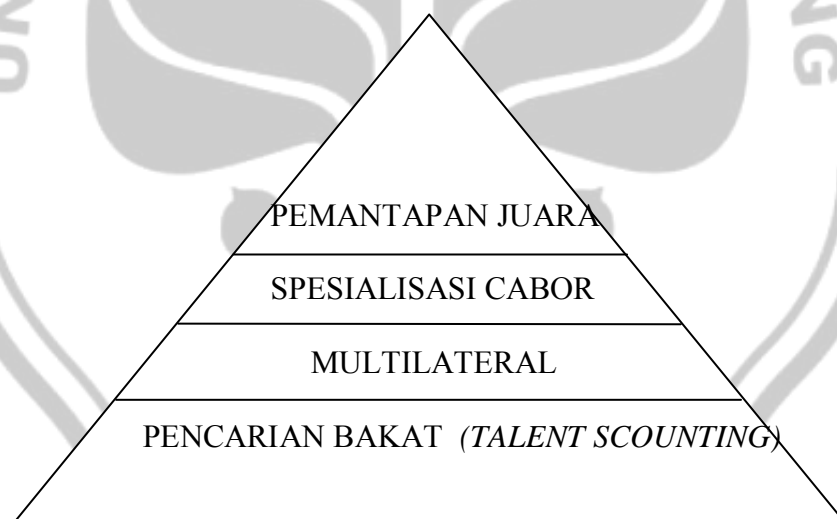 PEMANTAPAN JUARA
SPESIALISASI CABOR
MULTILATERAL
PENCARIAN BAKAT (TALENT SCOUNTING)